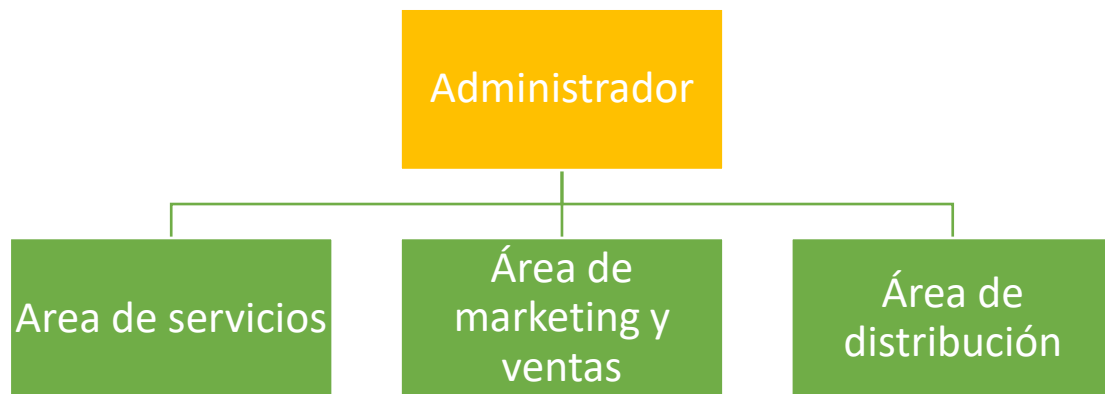 Administrador
Area de servicios
Área de
marketing y
ventas
Área de
distribución